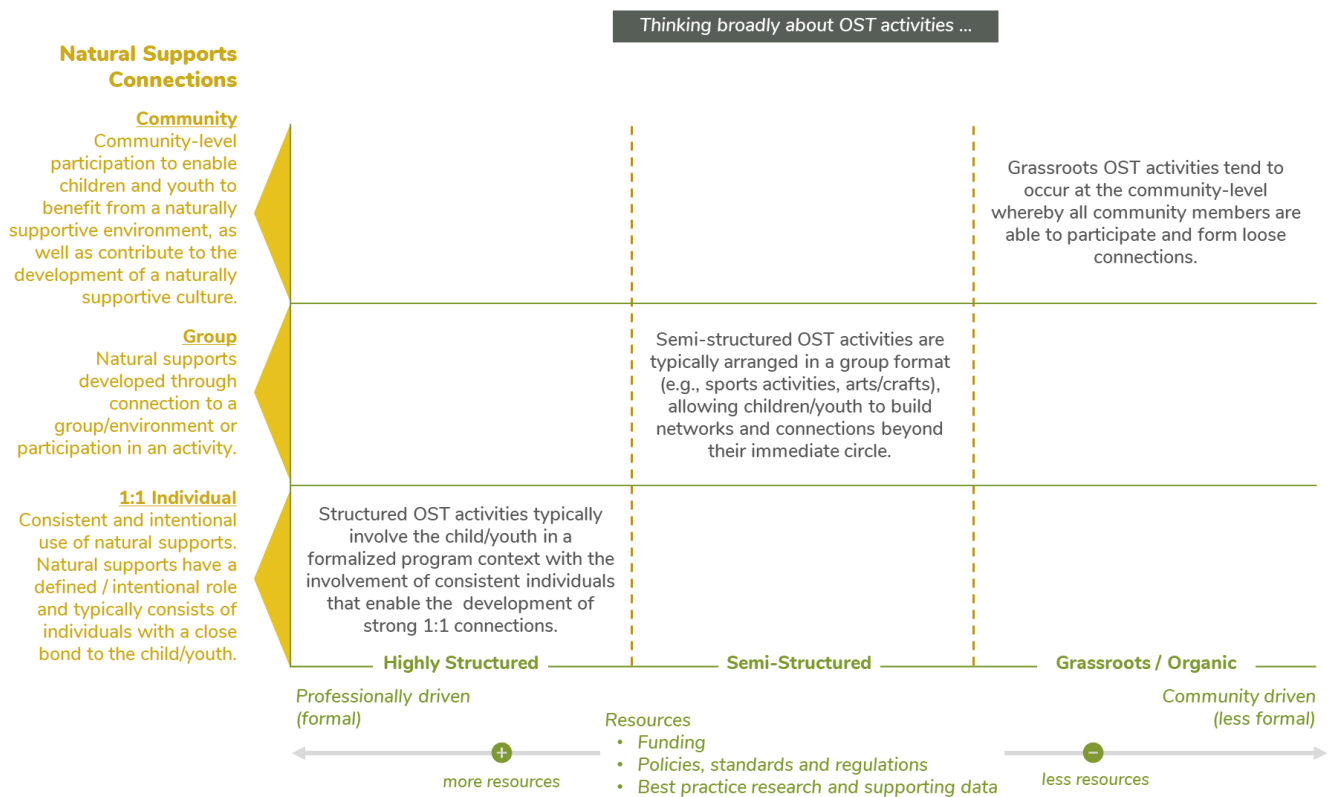 Thinking broadly about OST activities ...
Natural Supports
Connections
Community
Community-level
participation to enable
children and youth to
benefit from a naturally
supportive environment, as
well as contribute to the
development of a naturally
supportive culture.
Grassroots OST activities tend to
occur at the community-level
whereby all community members are
able to participate and form loose
connections.
Group
Natural supports
developed through
connection to a
group/environment or
participation in an activity.
Semi-structured OST activities are
typically arranged in a group format
(e.g., sports activities, arts/crafts),
allowing children/youth to build
networks and connections beyond
their immediate circle.
1:1 Individual
Consistent and intentional
use of natural supports.
Natural supports have a
defined / intentional role
and typically consists of
individuals with a close
bond to the child/youth.
Structured OST activities typically
involve the child/youth in a
formalized program context with the
involvement of consistent individuals
that enable the  development of
strong 1:1 connections.
Highly Structured
Semi-Structured
Grassroots / Organic
Professionally driven
(formal)
Community driven
(less formal)
Resources
• Funding
• Policies, standards and regulations
• Best practice research and supporting data
+
more resources
−
less resources